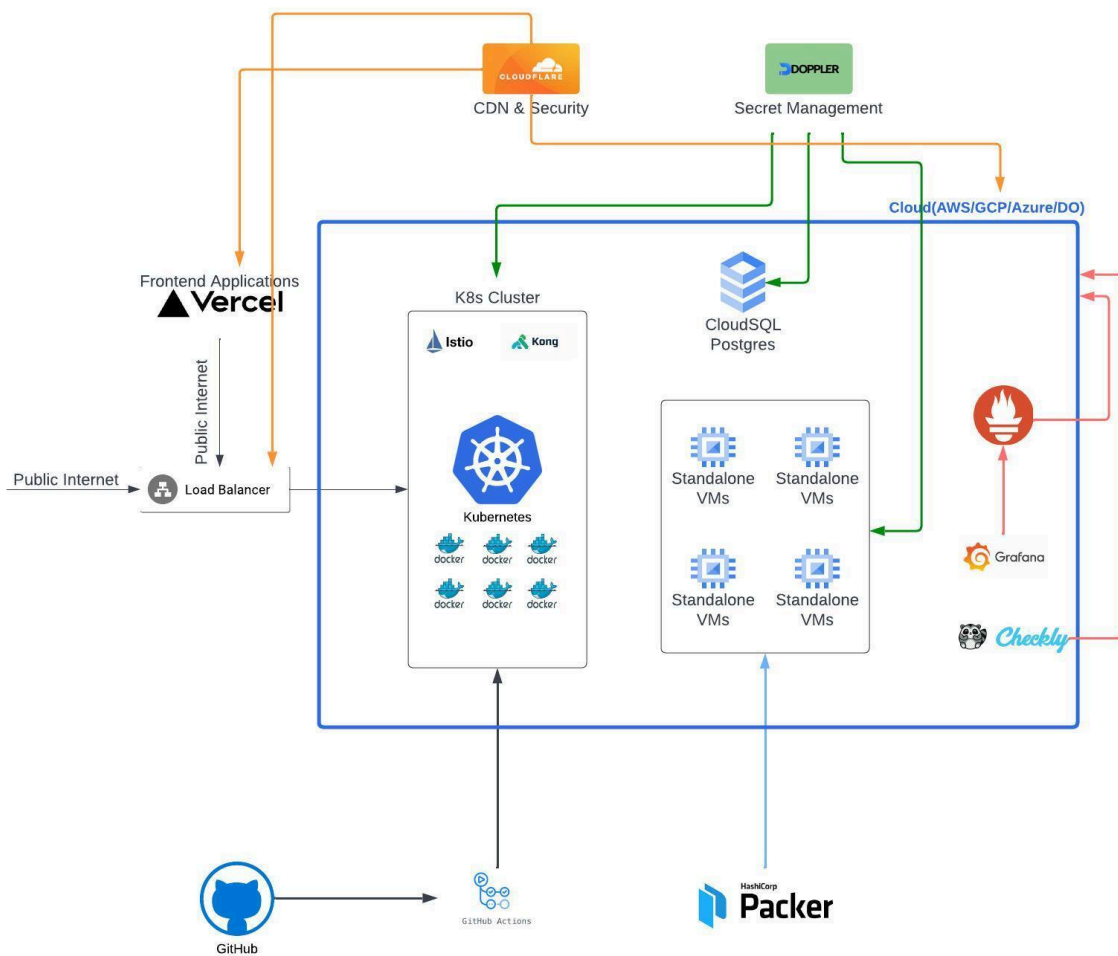 CLOUDFLARE
CDN & Security
DOPPLER
Secret Management
Cloud(AWS/GCP/Azure/DO)
Frontend Applications
Vercel
Public Internet
Public Internet
Load Balancer
K8s Cluster
Istio
Kong
Kubernetes
docker
docker
docker
docker
docker
docker
CloudSQL
Postgres
Standalone
VMs
Standalone
VMs
Standalone
VMs
Standalone
VMs
Grafana
Checkly
GitHub
GitHub Actions
HashiCorp
Packer